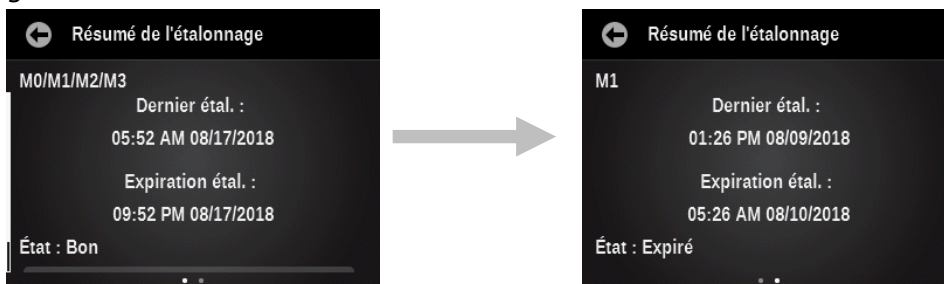 Résumé de l'étalonnage
M0/M1/M2/M3
Dernier étal. :
05:52 AM 08/17/2018
Expiration étal. :
09:52 PM 08/17/2018
État : Bon
Résumé de l'étalonnage
M1
Dernier étal. :
01:26 PM 08/09/2018
Expiration étal. :
05:26 AM 08/10/2018
État : Expiré